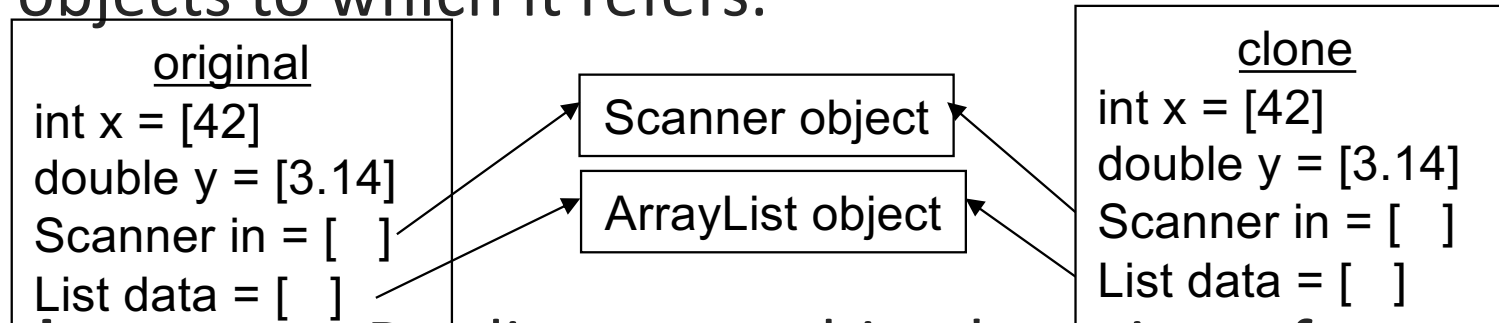 objects to which it refers.
original
int x = [42]
double y = [3.14]
Scanner in = [ ]
List data = [ ]
Scanner object
ArrayList object
clone
int x = [42]
double y = [3.14]
Scanner in = [ ]
List data = [ ]